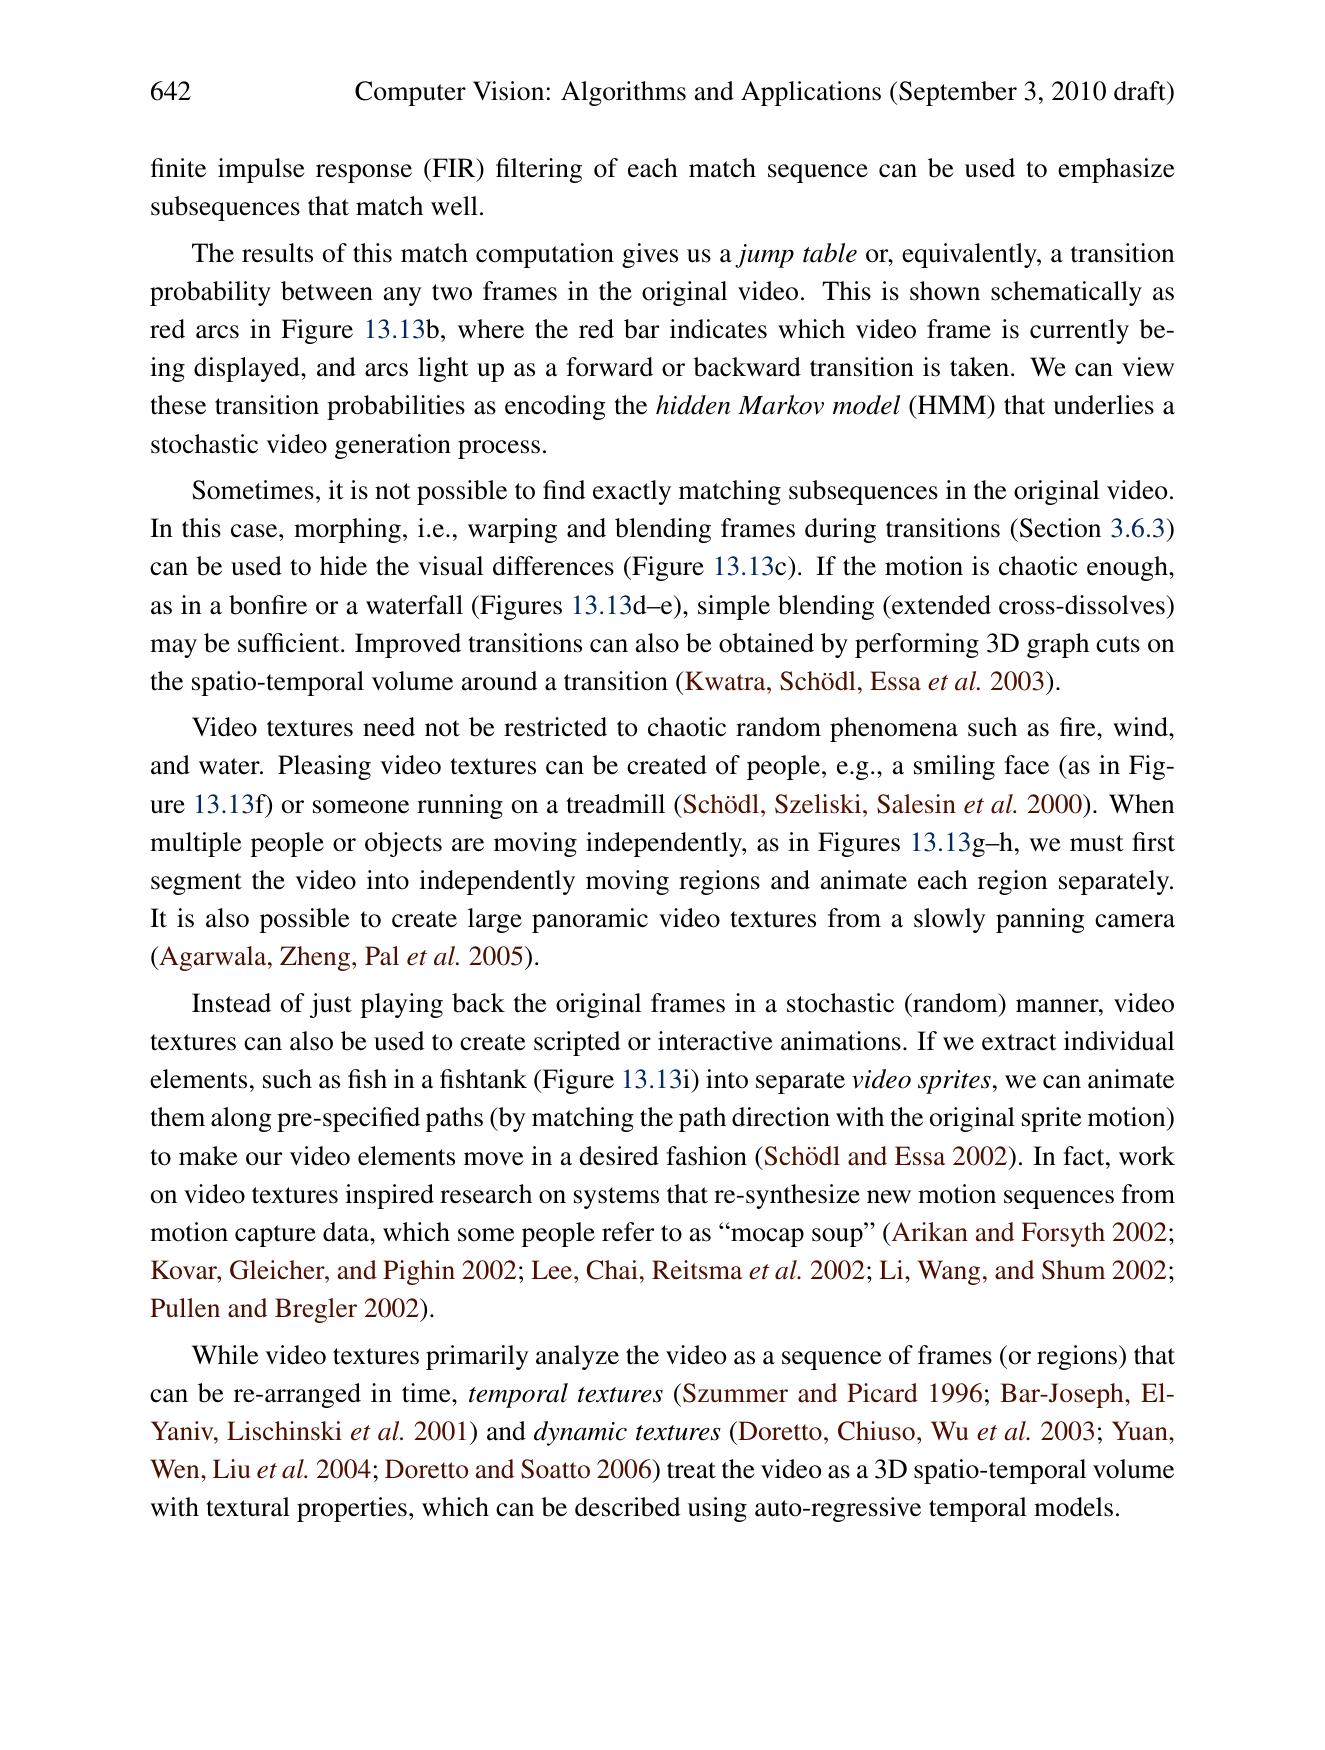 642 Computer Vision: Algorithms and Applications (September 3, 2010 draft)
finite impulse response (FIR) filtering of each match sequence can be used to emphasize
subsequences that match well.
The results of this match computation gives us a jump table or, equivalently, a transition
probability between any two frames in the original video. This is shown schematically as
red arcs in Figure 13.13b, where the red bar indicates which video frame is currently be-
ing displayed, and arcs light up as a forward or backward transition is taken. We can view
these transition probabilities as encoding the hidden Markov model (HMM) that underlies a
stochastic video generation process.
Sometimes, it is not possible to find exactly matching subsequences in the original video.
In this case, morphing, i.e., warping and blending frames during transitions (Section 3.6.3)
can be used to hide the visual differences (Figure 13.13c). If the motion is chaotic enough,
as in a bonfire or a waterfall (Figures 13.13d–e), simple blending (extended cross-dissolves)
may be sufficient. Improved transitions can also be obtained by performing 3D graph cuts on
the spatio-temporal volume around a transition (Kwatra, Schödl, Essa et al. 2003).
Video textures need not be restricted to chaotic random phenomena such as fire, wind,
and water. Pleasing video textures can be created of people, e.g., a smiling face (as in Fig-
ure 13.13f) or someone running on a treadmill (Schödl, Szeliski, Salesin et al. 2000). When
multiple people or objects are moving independently, as in Figures 13.13g–h, we must first
segment the video into independently moving regions and animate each region separately.
It is also possible to create large panoramic video textures from a slowly panning camera
(Agarwala, Zheng, Pal et al. 2005).
Instead of just playing back the original frames in a stochastic (random) manner, video
textures can also be used to create scripted or interactive animations. If we extract individual
elements, such as fish in a fishtank (Figure 13.13i) into separate video sprites, we can animate
them along pre-specified paths (by matching the path direction with the original sprite motion)
to make our video elements move in a desired fashion (Schödl and Essa 2002). In fact, work
on video textures inspired research on systems that re-synthesize new motion sequences from
motion capture data, which some people refer to as “mocap soup” (Arikan and Forsyth 2002;
Kovar, Gleicher, and Pighin 2002; Lee, Chai, Reitsma et al. 2002; Li, Wang, and Shum 2002;
Pullen and Bregler 2002).
While video textures primarily analyze the video as a sequence of frames (or regions) that
can be re-arranged in time, temporal textures (Szummer and Picard 1996; Bar-Joseph, El-
Yaniv, Lischinski et al. 2001) and dynamic textures (Doretto, Chiuso, Wu et al. 2003; Yuan,
Wen, Liu et al. 2004; Doretto and Soatto 2006) treat the video as a 3D spatio-temporal volume
with textural properties, which can be described using auto-regressive temporal models.